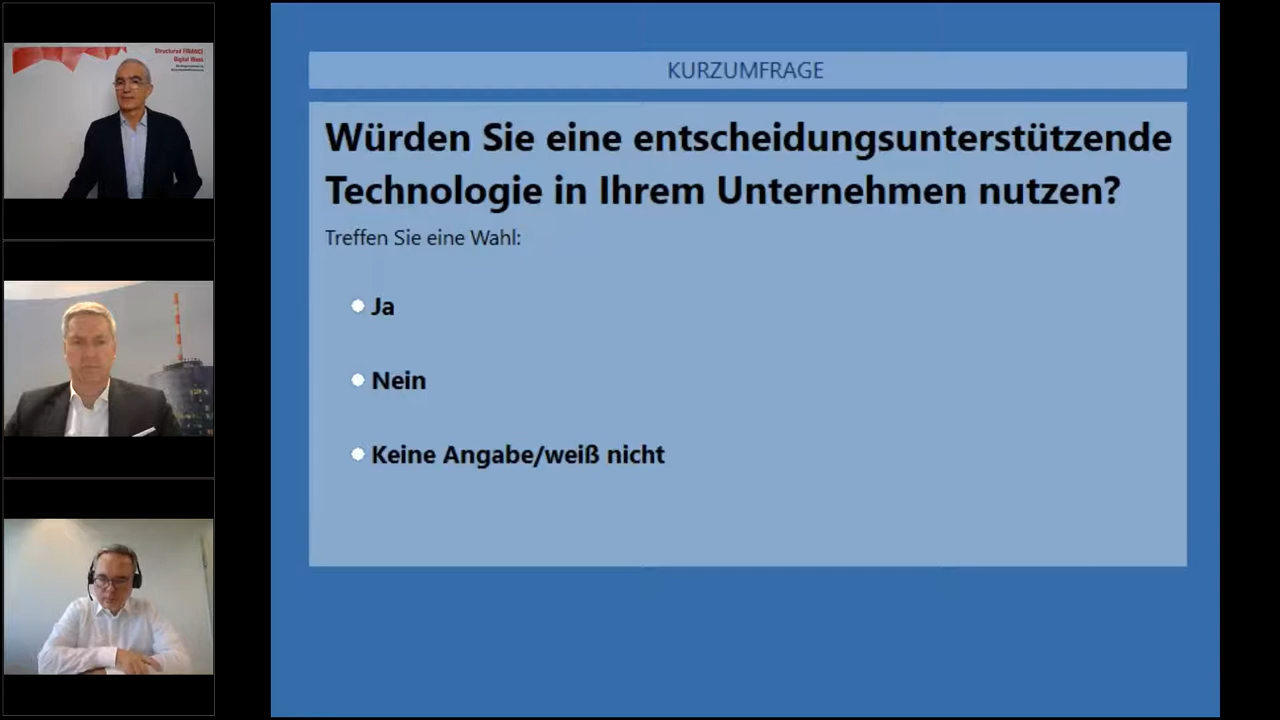 Structured FINANCE
Digital Week
KURZUMFRAGE
Würden Sie eine entscheidungsunterstützende
Technologie in Ihrem Unternehmen nutzen?
Treffen Sie eine Wahl:
Ja
Nein
Keine Angabe/weiß nicht